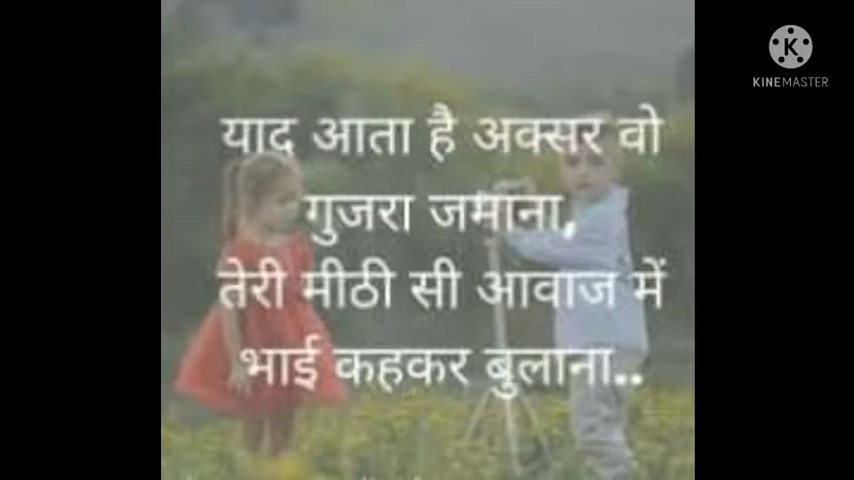 याद आता है अक्सर वो
गुजरा जमाना,
तेरी मीठी सी आवाज में
भाई कहकर बुलाना..
KINEMASTER